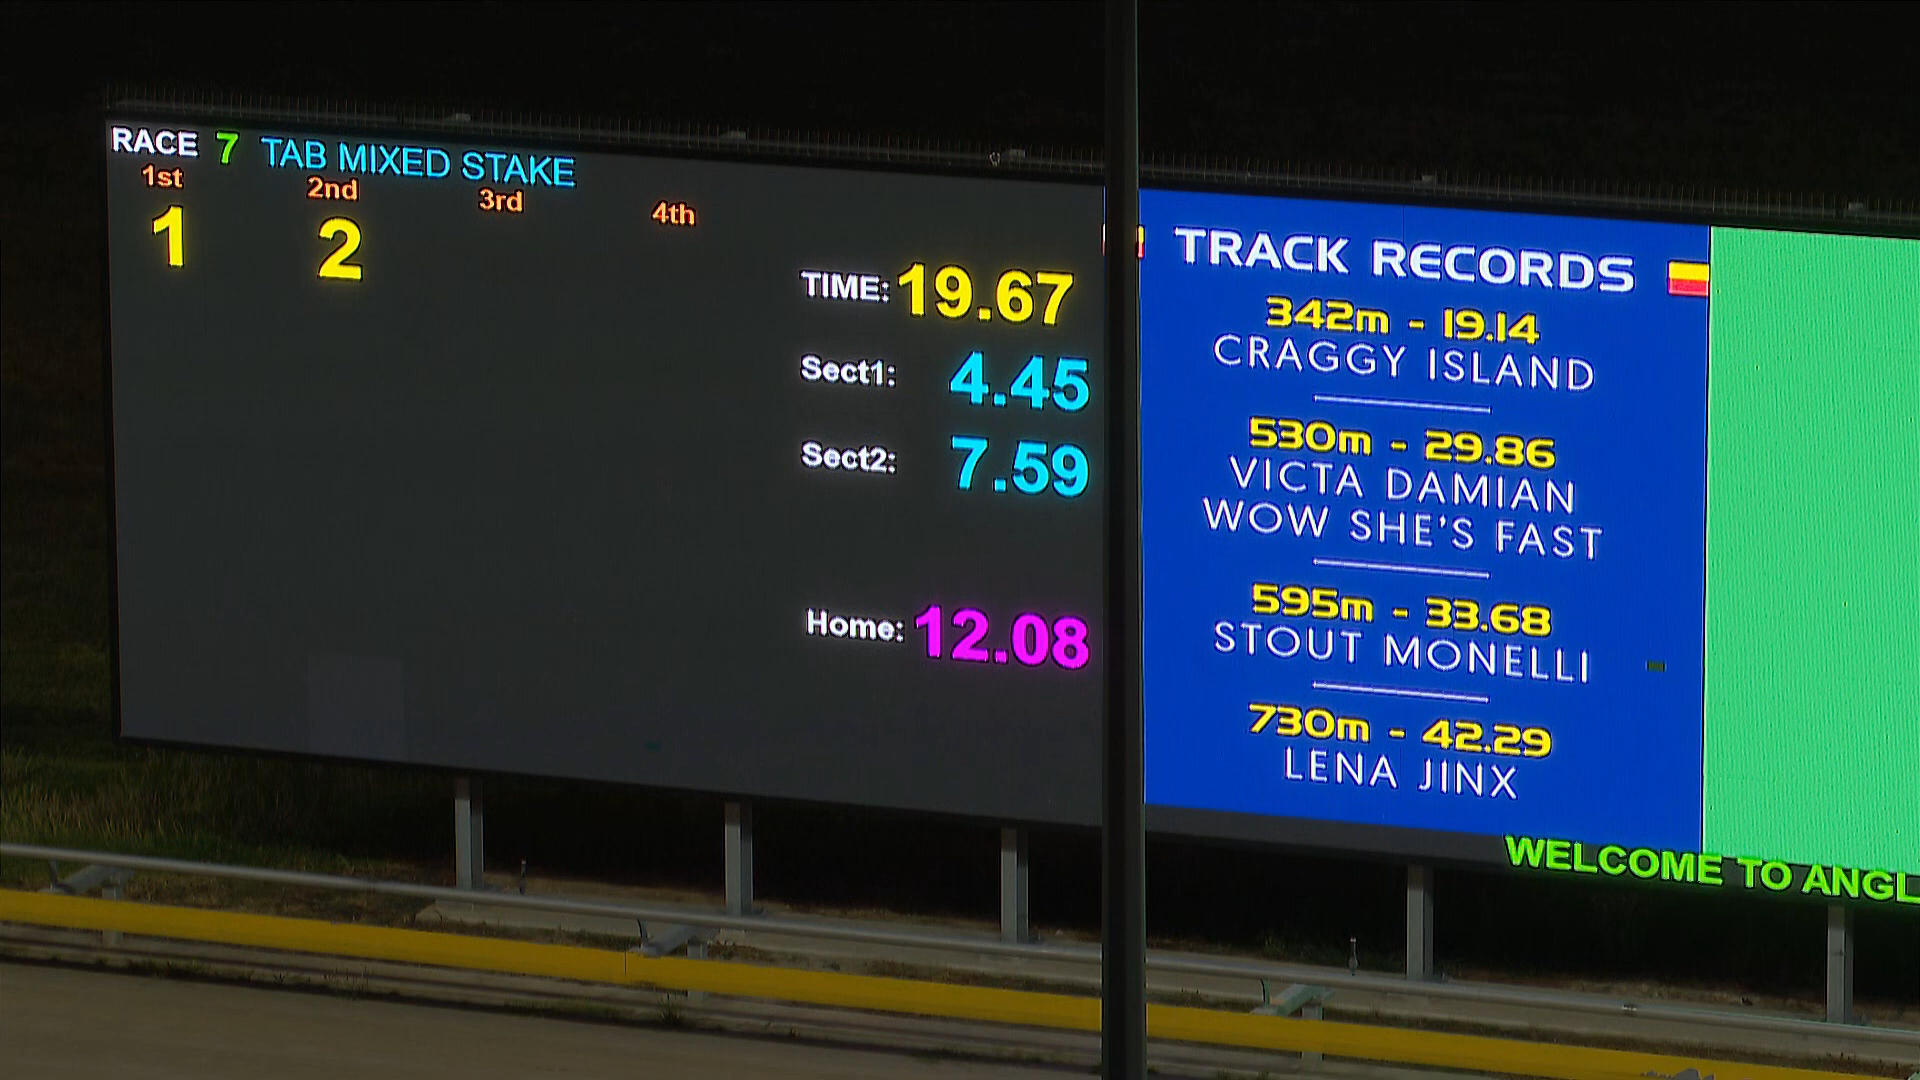 RACE 7 TAB MIXED STAKE
1st 2nd 3rd 4th
1 2
TIME: 19.67
Sect1: 4.45
Sect2: 7.59
Home: 12.08
TRACK RECORDS
342m - 19.14
CRAGGY ISLAND
530m - 29.86
VICTA DAMIAN
WOW SHE'S FAST
595m - 33.68
STOUT MONELLI
730m - 42.29
LENA JINX
WELCOME TO ANGL